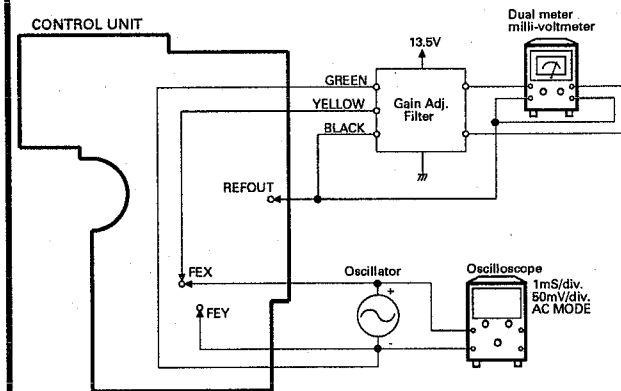 CONTROL UNIT
Dual meter
milli-voltmeter
13.5V
GREEN
YELLOW
BLACK
Gain Adj.
Filter
REFOUT
FEX
FEY
Oscillator
+
-
Oscilloscope
1mS/div.
50mV/div.
AC MODE